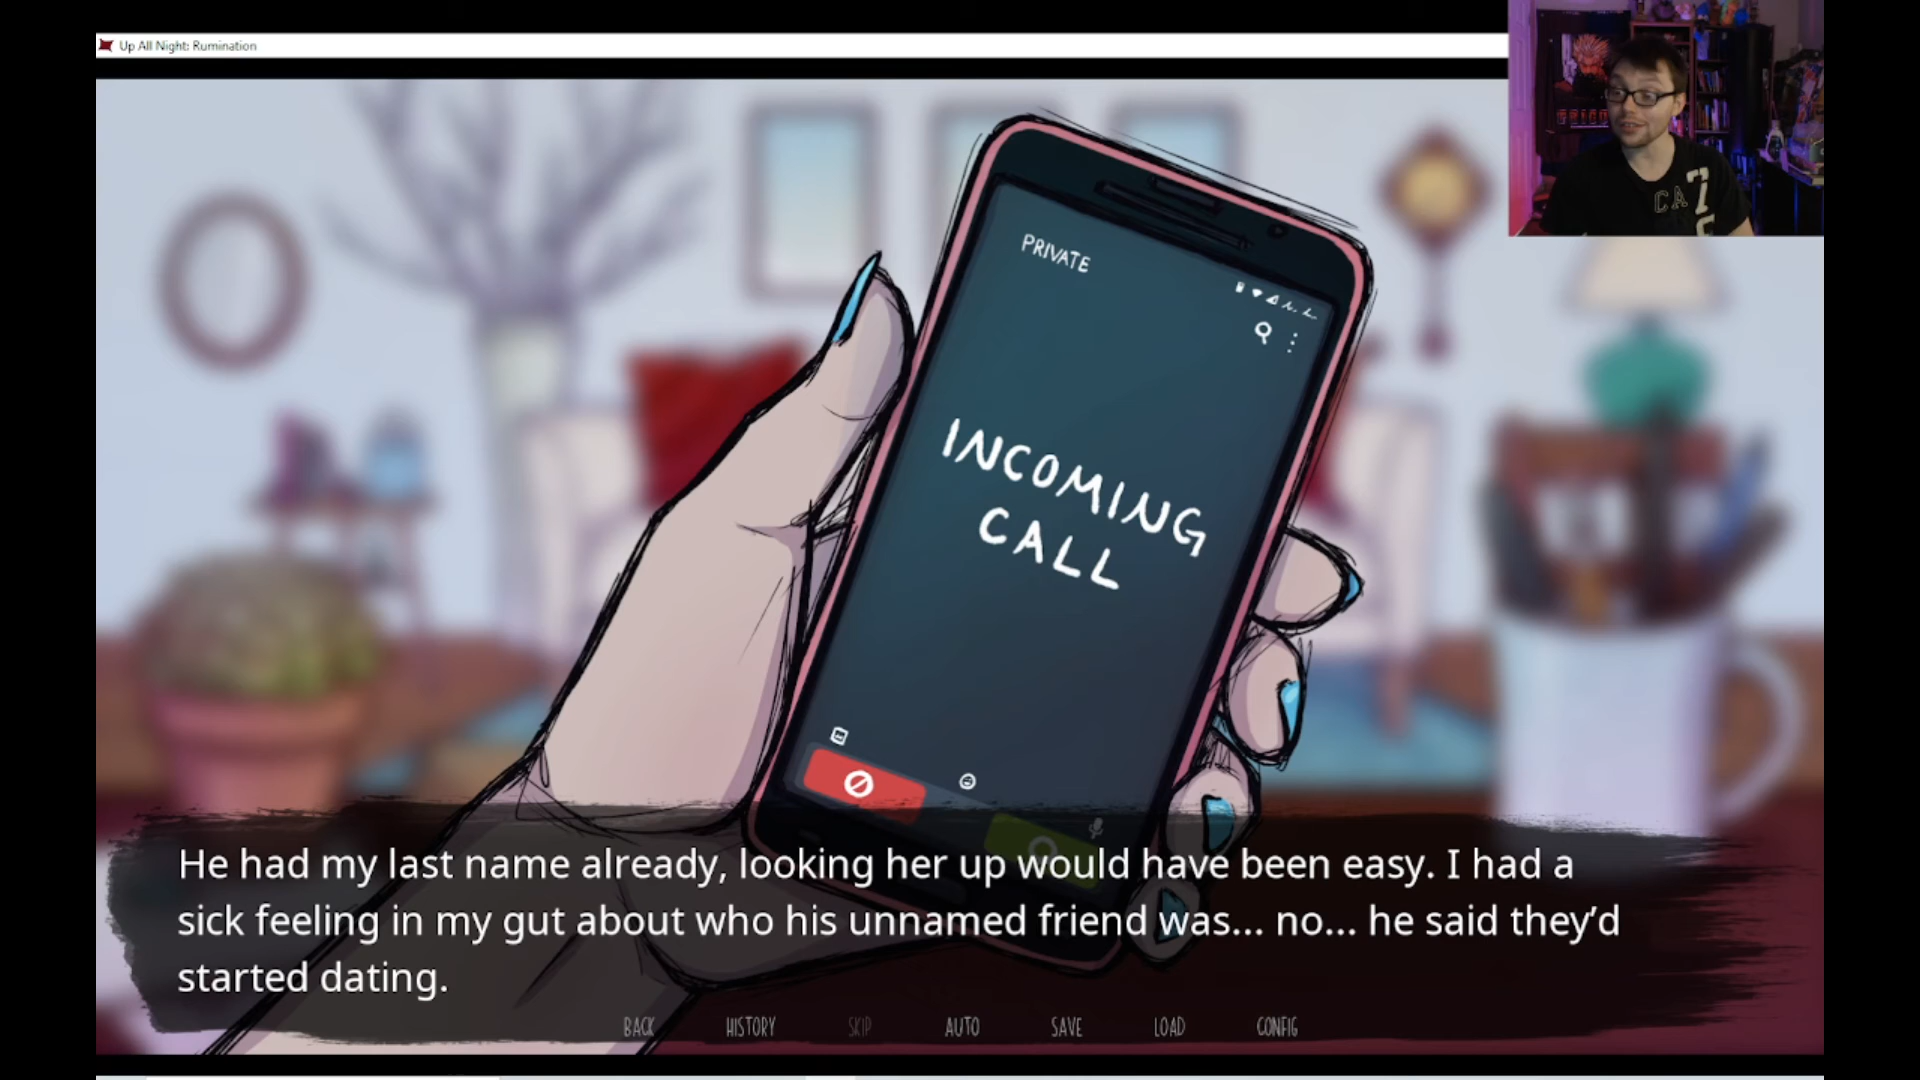 Up All Night: Rumination
PRIVATE
INCOMING
CALL
He had my last name already, looking her up would have been easy. I had a
sick feeling in my gut about who his unnamed friend was... no... he said they’d
started dating.
BACK HISTORY SKIP AUTO SAVE LOAD CONFIG
CA
7